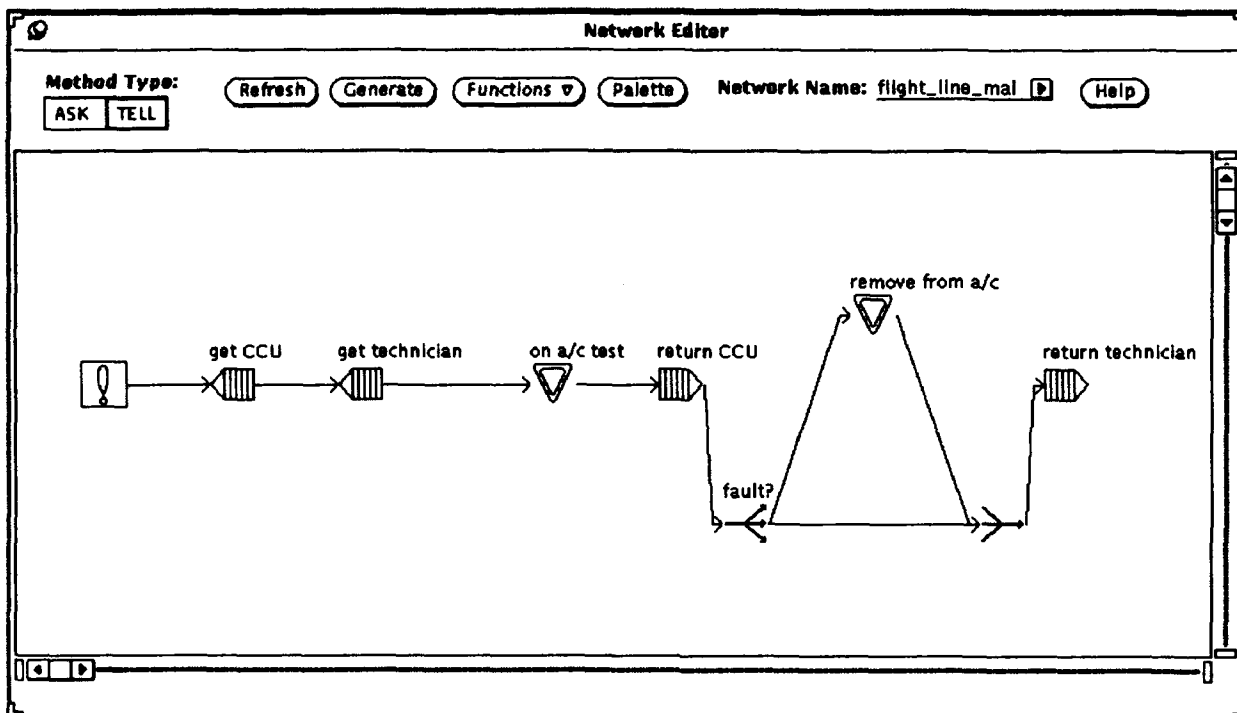 Network Editor
Method Type:
ASK TELL
Refresh Generate Functions Palette Network Name: flight_line_mal Help
remove from a/c
get CCU get technician on a/c test return CCU return technician
fault?